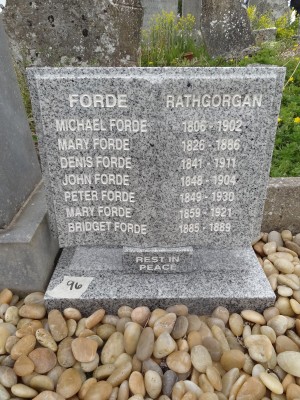 FORDE RATHGORGAN
MICHAEL FORDE 1806 - 1902
MARY FORDE 1826 - 1886
DENIS FORDE 1841 - 1911
JOHN FORDE 1848 - 1904
PETER FORDE 1849 - 1930
MARY FORDE 1859 - 1921
BRIDGET FORDE 1885 - 1889
REST IN
PEACE
96